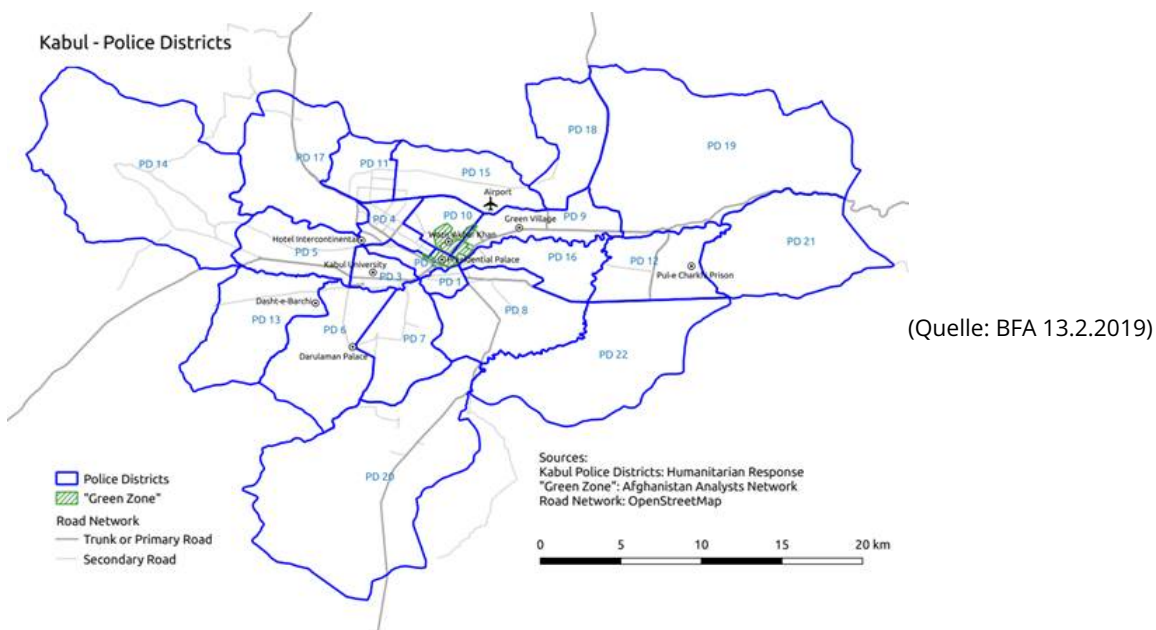 Kabul - Police Districts
PD 14
PD 17
PD 11
PD 15
PD 18
PD 19
Airport
PD 4
PD 10
PD 9
Green Village
Hotel Intercontinenta
Wazir Akbar Khan
PD 5
Presidential Palace
PD 16
PD 12
PD 21
Kabul University
PD 3
PD 1
Pul-e Charkhi Prison
Dasht-e-Barchi
PD 13
PD 6
PD 7
PD 8
(Quelle: BFA 13.2.2019)
Darulaman Palace
PD 22
PD 20
Police Districts
"Green Zone"
Road Network
Trunk or Primary Road
Secondary Road
Sources:
Kabul Police Districts: Humanitarian Response
"Green Zone": Afghanistan Analysts Network
Road Network: OpenStreetMap
0 5 10 15 20 km